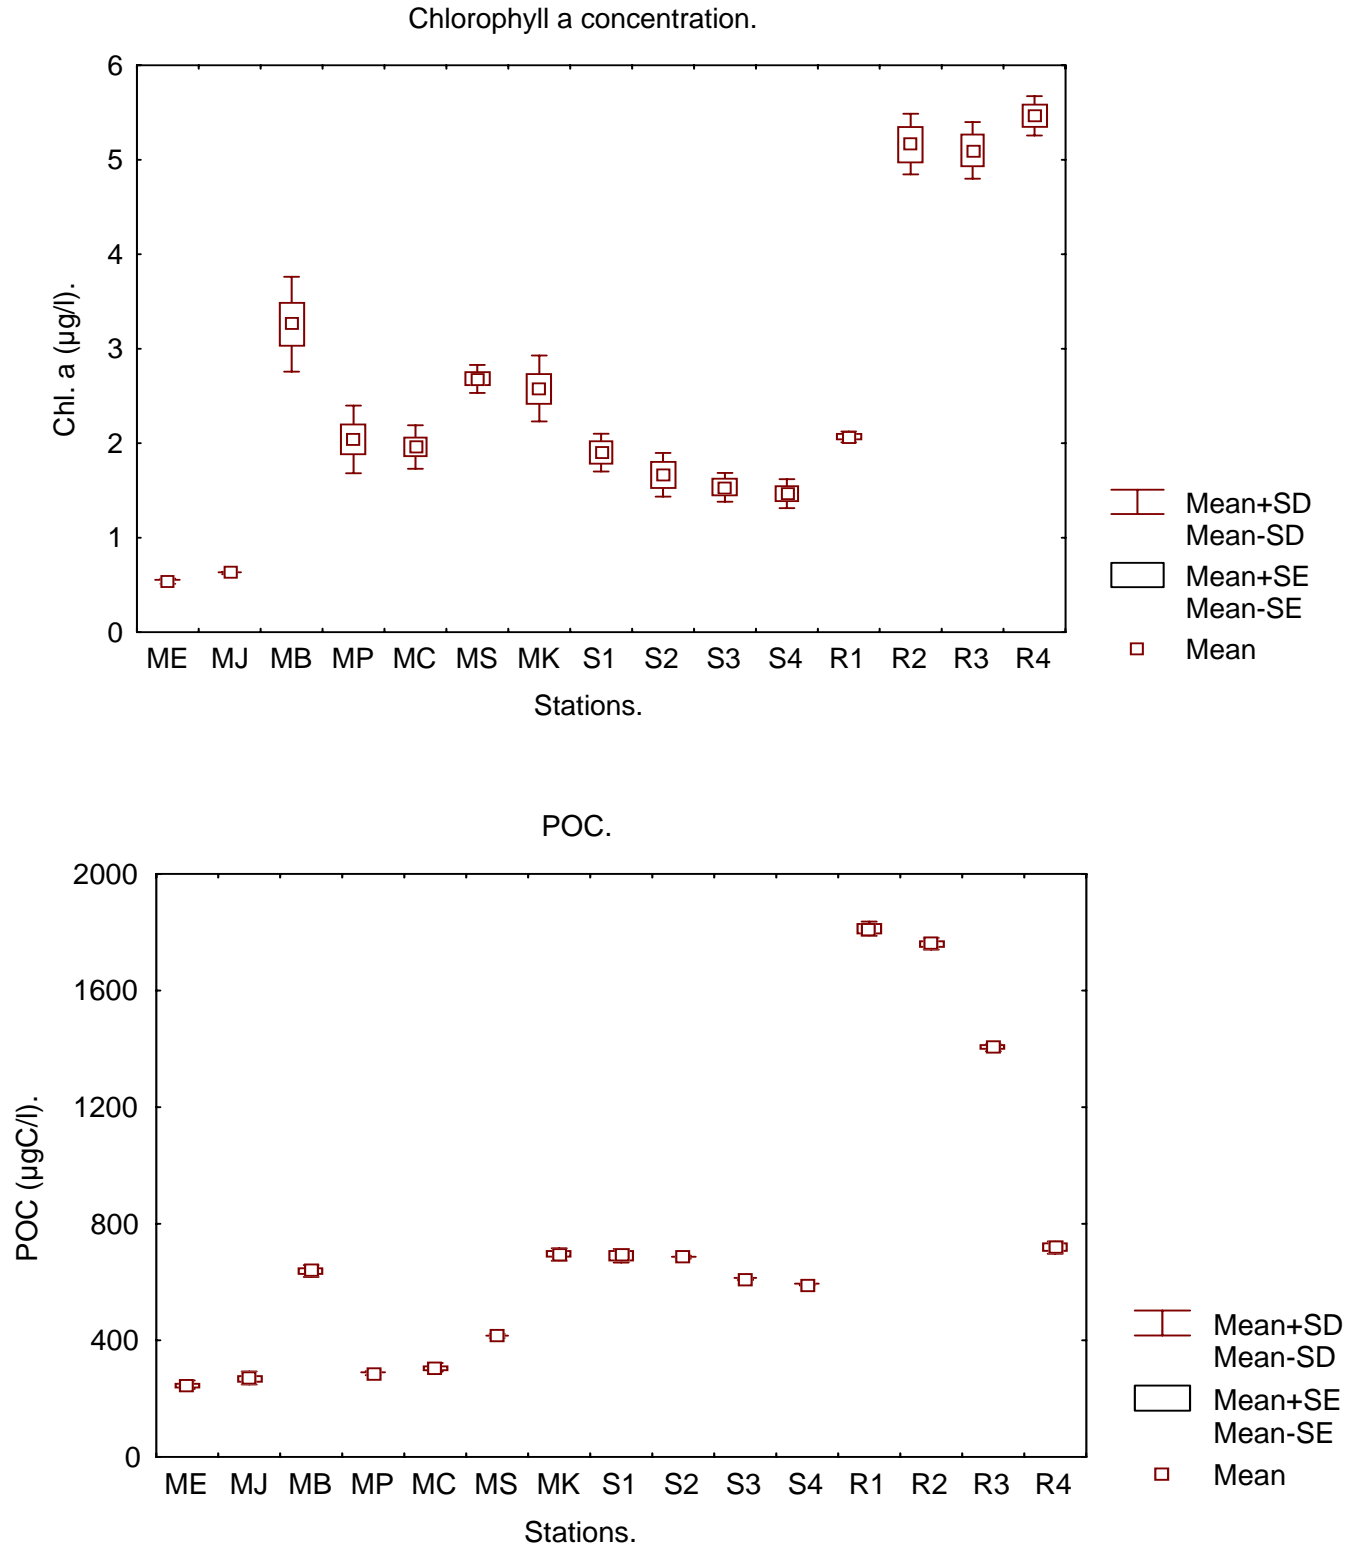 Chlorophyll a concentration.
6
5
4
3
2
1
0
Chl. a (µg/l).
ME MJ MB MP MC MS MK S1 S2 S3 S4 R1 R2 R3 R4
Stations.
Mean+SD
Mean-SD
Mean+SE
Mean-SE
Mean
POC.
2000
1600
1200
800
400
0
POC (µgC/l).
ME MJ MB MP MC MS MK S1 S2 S3 S4 R1 R2 R3 R4
Stations.
Mean+SD
Mean-SD
Mean+SE
Mean-SE
Mean